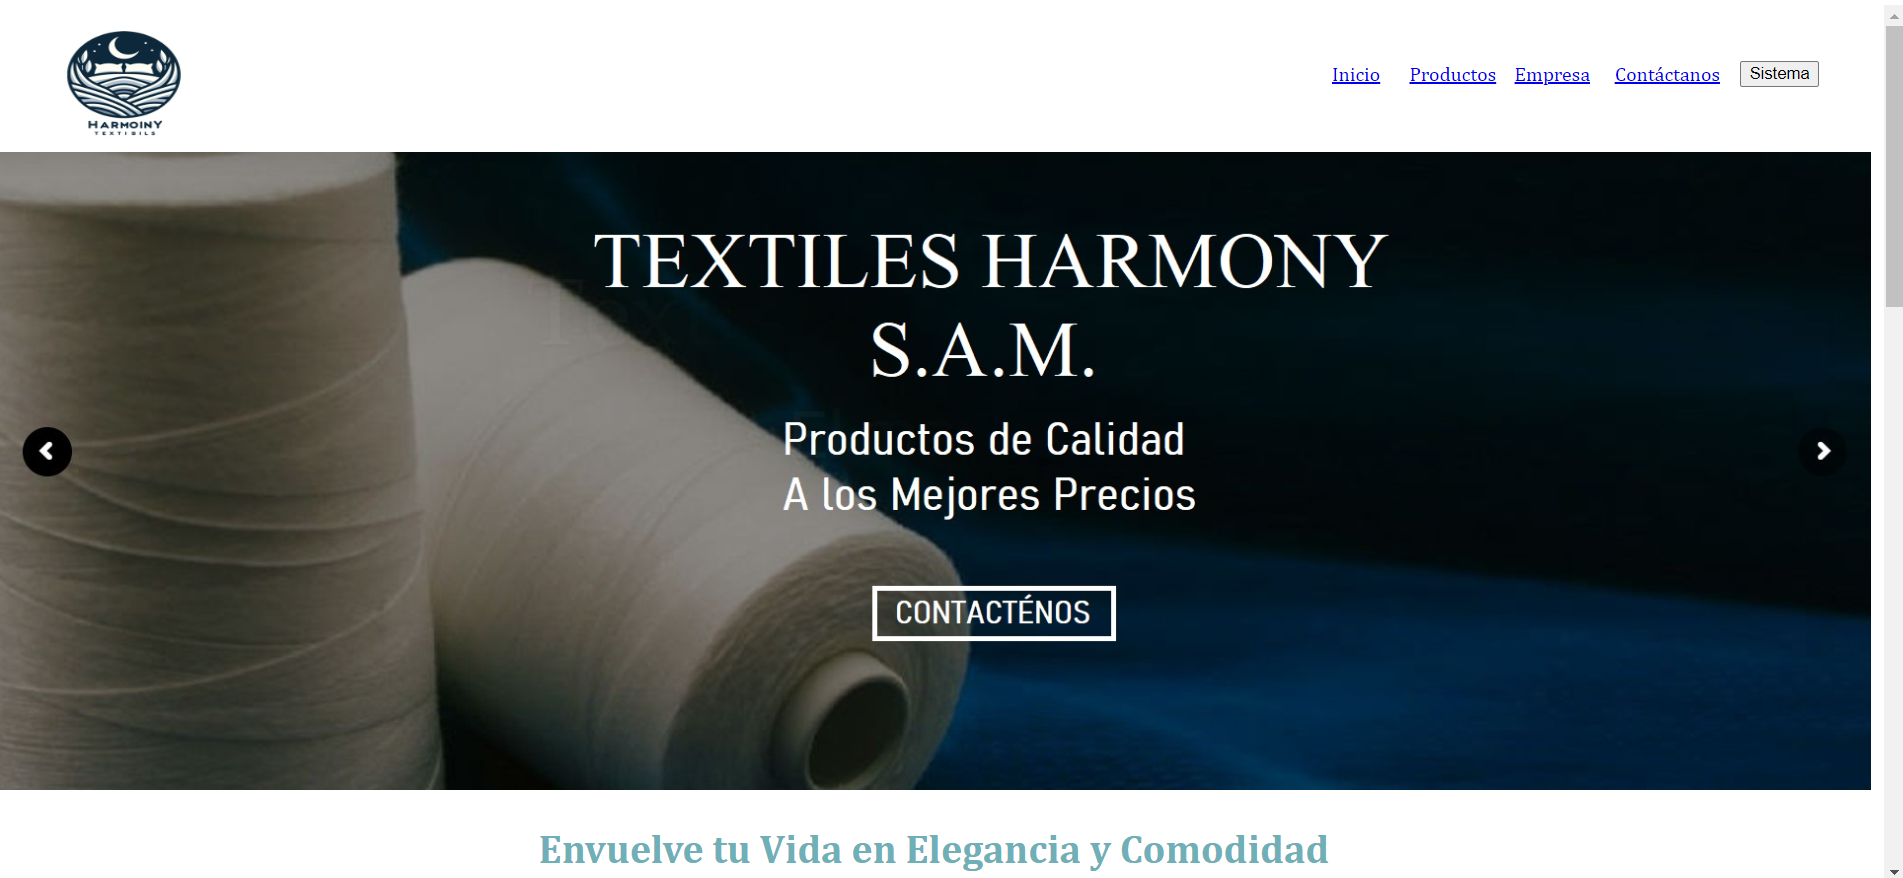 HARMOINY
TEXTIGILS
Inicio Productos Empresa Contáctanos Sistema
TEXTILES HARMONY
S.A.M.
Productos de Calidad
A los Mejores Precios
CONTACTÉNOS
Envuelve tu Vida en Elegancia y Comodidad